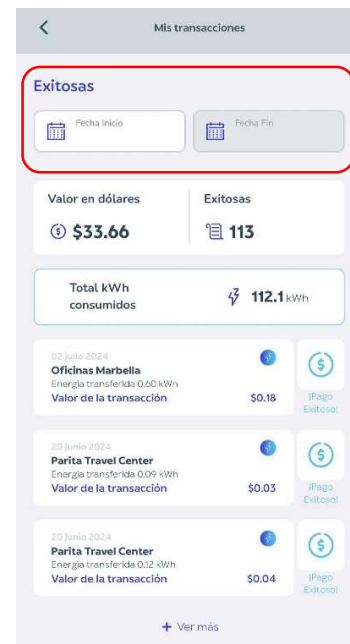 Mis transacciones
Exitosas
Fecha Inicio
Fecha Fin
Valor en dólares
Exitosas
$33.66
113
Total kWh
consumidos
112.1 kWh
02 julio 2024
Oficinas Marbella
Energía transferida 0.60 kWh
Valor de la transacción
$0.18
¡Pago
Exitoso!
20 junio 2024
Parita Travel Center
Energía transferida 0.09 kWh
Valor de la transacción
$0.03
¡Pago
Exitoso!
20 junio 2024
Parita Travel Center
Energía transferida 0.12 kWh
Valor de la transacción
$0.04
¡Pago
Exitoso!
+ Ver más